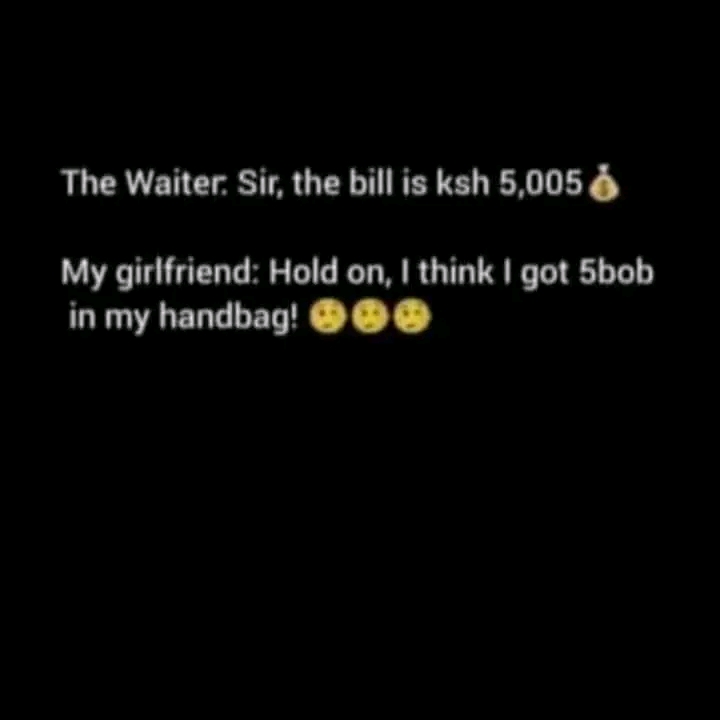 The Waiter: Sir, the bill is ksh 5,005💰
My girlfriend: Hold on, I think I got 5bob
in my handbag! 🤨🤨🤨